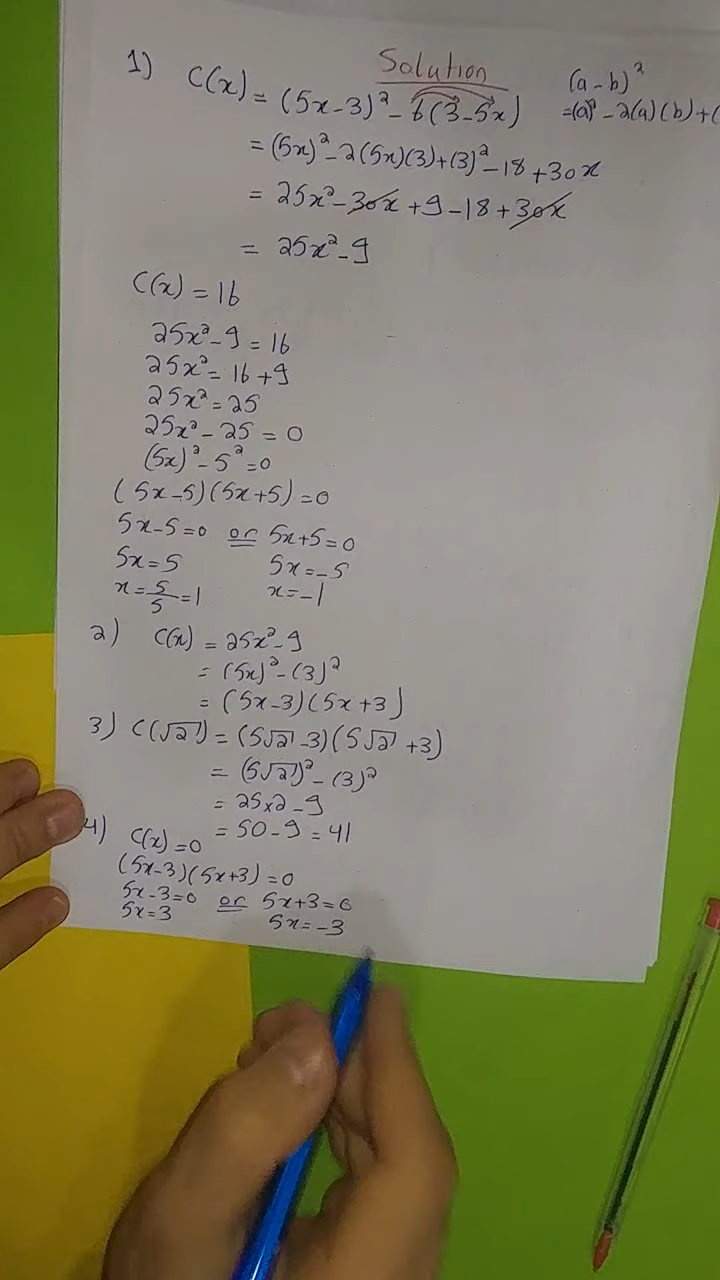 Solution
1) C(x) = (5x-3)² - 6(3-5x)
(a-b)²
= (a)² - 2(a)(b) + (
= (5x)² - 2(5x)(3) + (3)² - 18 + 30x
= 25x² - 30x + 9 - 18 + 30x
= 25x² - 9
C(x) = 16
25x² - 9 = 16
25x² = 16 + 9
25x² = 25
25x² - 25 = 0
(5x)² - 5² = 0
(5x-5)(5x+5) = 0
5x-5=0 or 5x+5=0
5x=5 5x=-5
x=5/5=1 x=-1
2) C(x) = 25x² - 9
= (5x)² - (3)²
= (5x-3)(5x+3)
3) C(√2) = (5√2 - 3)(5√2 + 3)
= (5√2)² - (3)²
= 25x2 - 9
= 50 - 9 = 41
4) C(x) = 0
(5x-3)(5x+3) = 0
5x-3=0 or 5x+3=0
5x=3 5x=-3